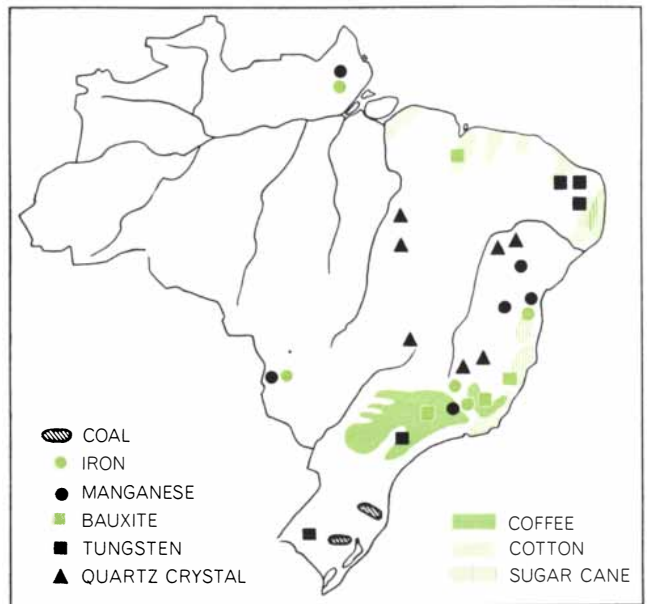 COAL
IRON
MANGANESE
BAUXITE
TUNGSTEN
QUARTZ CRYSTAL
COFFEE
COTTON
SUGAR CANE